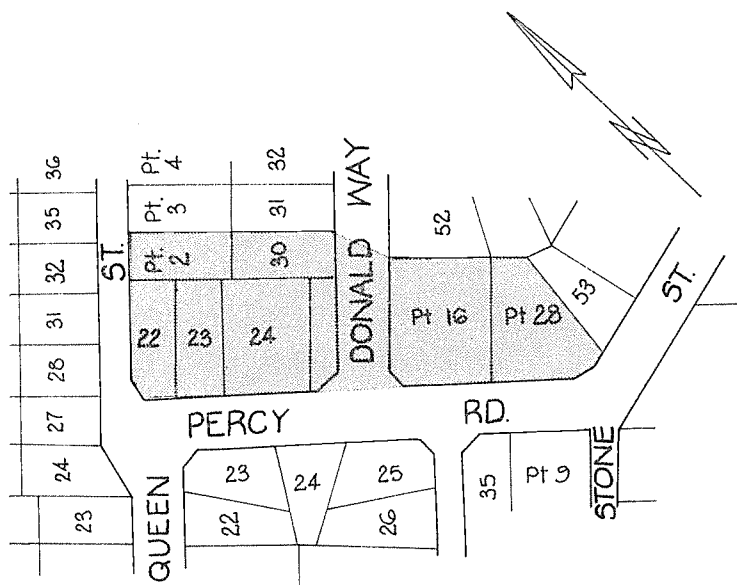 36
35
32
31
28
27
24
23
Pt. 4
Pt. 3
Pt. 2
32
31
30
22
23
24
ST.
DONALD WAY
52
Pt 16
Pt 28
53
ST.
PERCY RD.
QUEEN
23
22
24
25
26
35
Pt 9
STONE